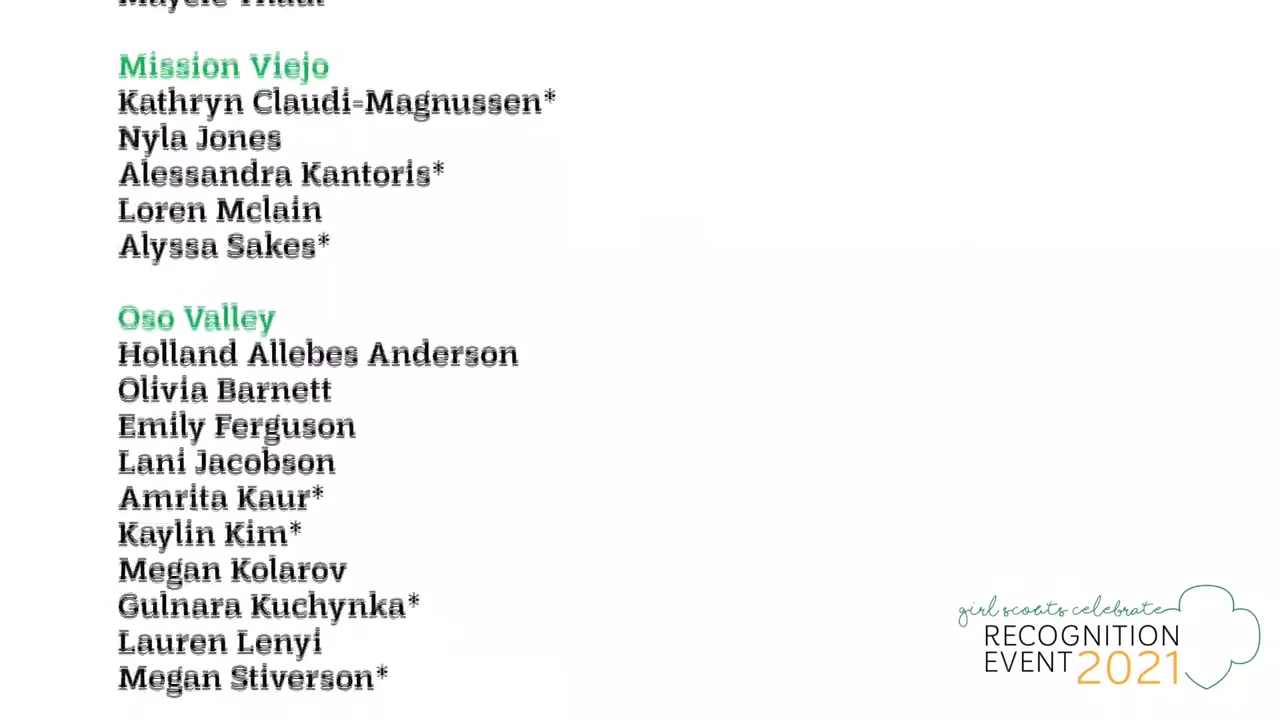 Mission Viejo
Kathryn Claudi-Magnussen*
Nyla Jones
Alessandra Kantoris*
Loren Mclain
Alyssa Sakes*
Oso Valley
Holland Allebes Anderson
Olivia Barnett
Emily Ferguson
Lani Jacobson
Amrita Kaur*
Kaylin Kim*
Megan Kolarov
Gulnara Kuchynka*
Lauren Lenyi
Megan Stiverson*
girl scouts celebrate
RECOGNITION
EVENT 2021